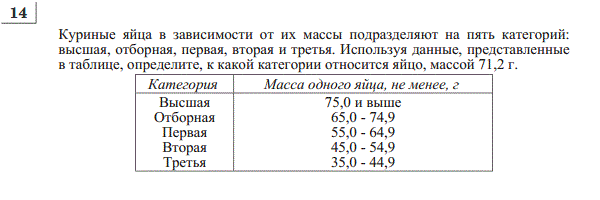 14
Куриные яйца в зависимости от их массы подразделяют на пять категорий:
высшая, отборная, первая, вторая и третья. Используя данные, представленные
в таблице, определите, к какой категории относится яйцо, массой 71,2 г.
Категория Масса одного яйца, не менее, г
Высшая 75,0 и выше
Отборная 65,0 - 74,9
Первая 55,0 - 64,9
Вторая 45,0 - 54,9
Третья 35,0 - 44,9